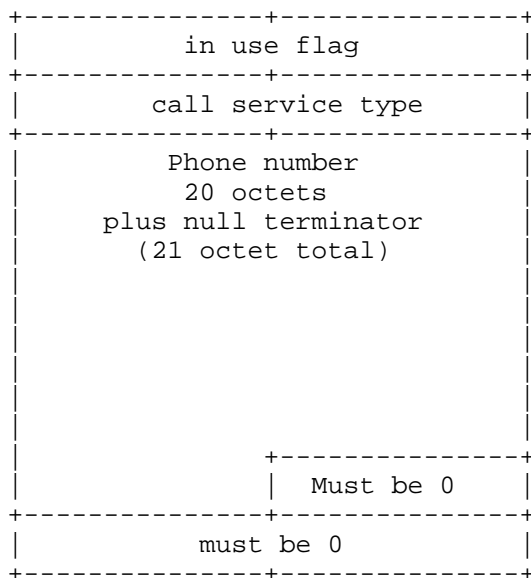 in use flag
call service type
Phone number
20 octets
plus null terminator
(21 octet total)
Must be 0
must be 0